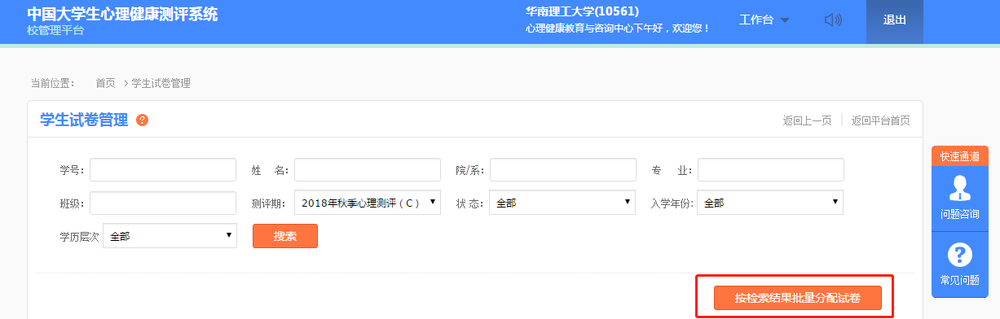 中国大学生心理健康测评系统
校管理平台
华南理工大学(10561)
心理健康教育与咨询中心下午好，欢迎您！
工作台
退出
当前位置： 首页 > 学生试卷管理
学生试卷管理 ?
返回上一页 | 返回平台首页
学号： 姓 名： 院/系： 专 业：
班级： 测评期： 2018年秋季心理测评（C） 状 态： 全部 入学年份： 全部
学历层次 全部 搜索
按检索结果批量分配试卷
快速通道
问题咨询
?
常见问题